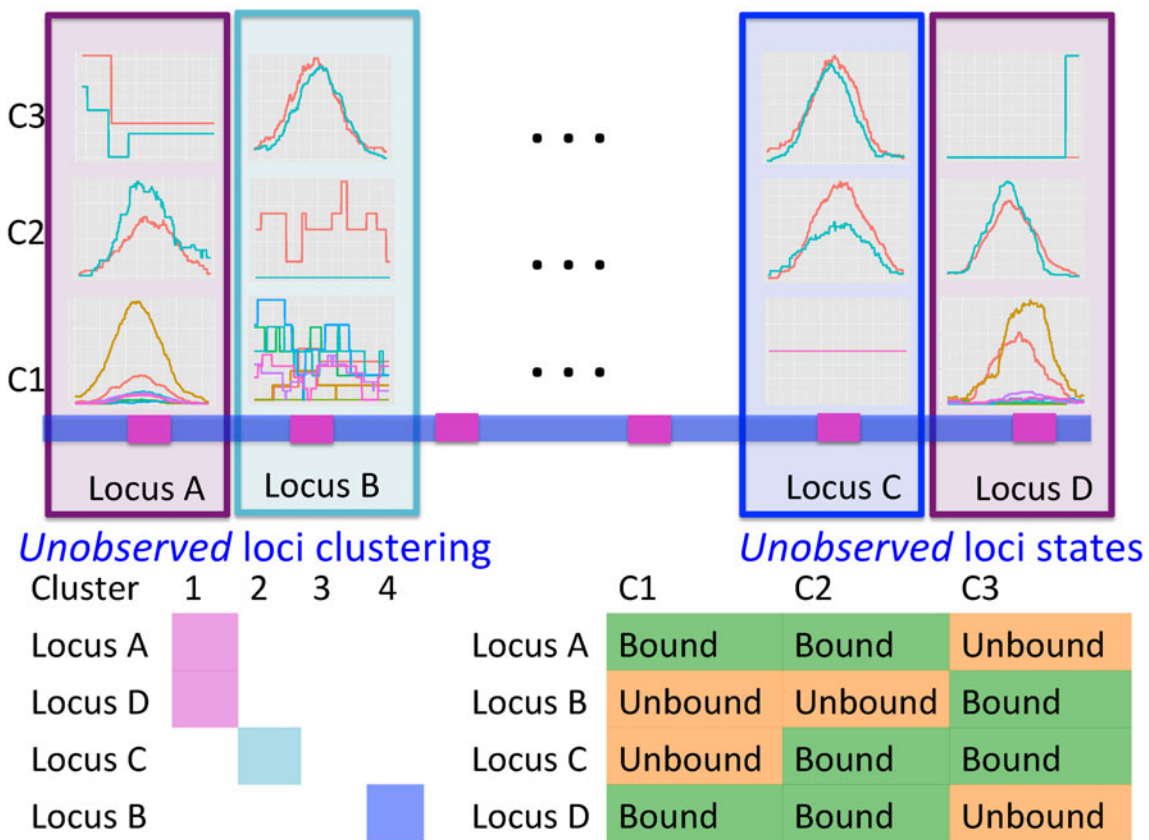 C3
C2
C1
. . .
. . .
. . .
Locus A
Locus B
Locus C
Locus D
Unobserved loci clustering
Cluster 1 2 3 4
Locus A
Locus D
Locus C
Locus B
Unobserved loci states
C1 C2 C3
Locus A Bound Bound Unbound
Locus B Unbound Unbound Bound
Locus C Unbound Bound Bound
Locus D Bound Bound Unbound